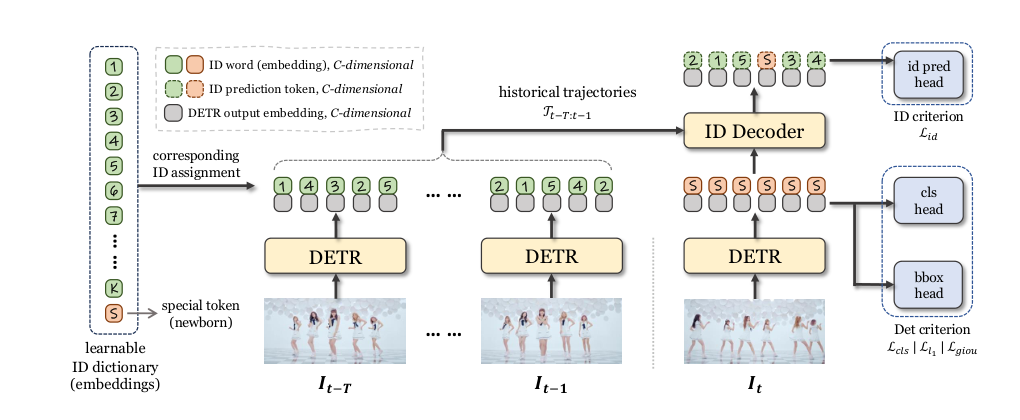 1
2
3
4
5
6
7
K
S
learnable
ID dictionary
(embeddings)
special token
(newborn)
ID word (embedding), C-dimensional
ID prediction token, C-dimensional
DETR output embedding, C-dimensional
corresponding
ID assignment
1 4 3 2 5
... ...
2 1 5 4 2
DETR
DETR
... ...
I_{t-T}
I_{t-1}
historical trajectories
𝒯_{t-T:t-1}
2 1 5 S 3 4
ID Decoder
S S S S S S
DETR
I_t
id pred
head
ID criterion
ℒ_{id}
cls
head
bbox
head
Det criterion
ℒ_{cls} | ℒ_{l_1} | ℒ_{giou}